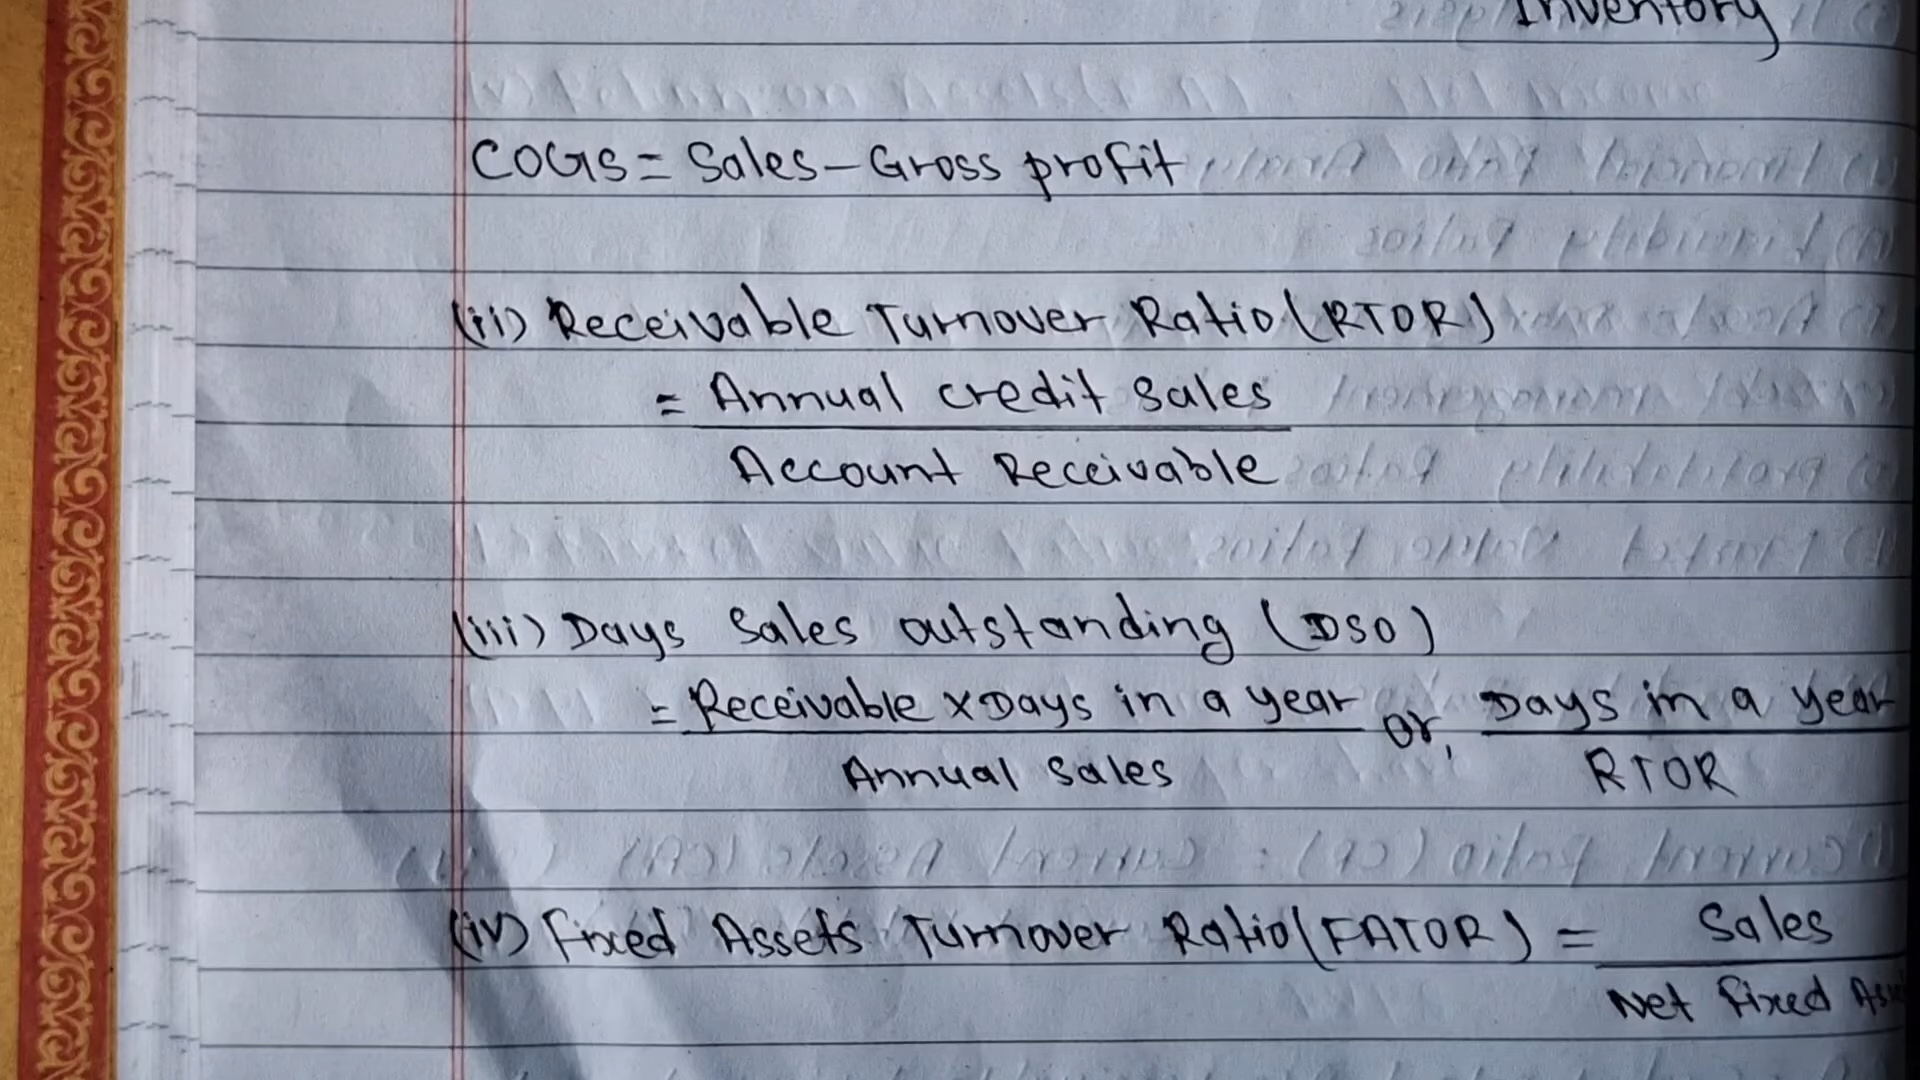 Inventory
COGS = Sales - Gross profit
(ii) Receivable Turnover Ratio (RTOR)
= Annual credit sales
Account Receivable
(iii) Days Sales outstanding (DSO)
= Receivable x Days in a year or, Days in a year
Annual sales RTOR
(iv) Fixed Assets Turnover Ratio (FATOR) = Sales
Net fixed